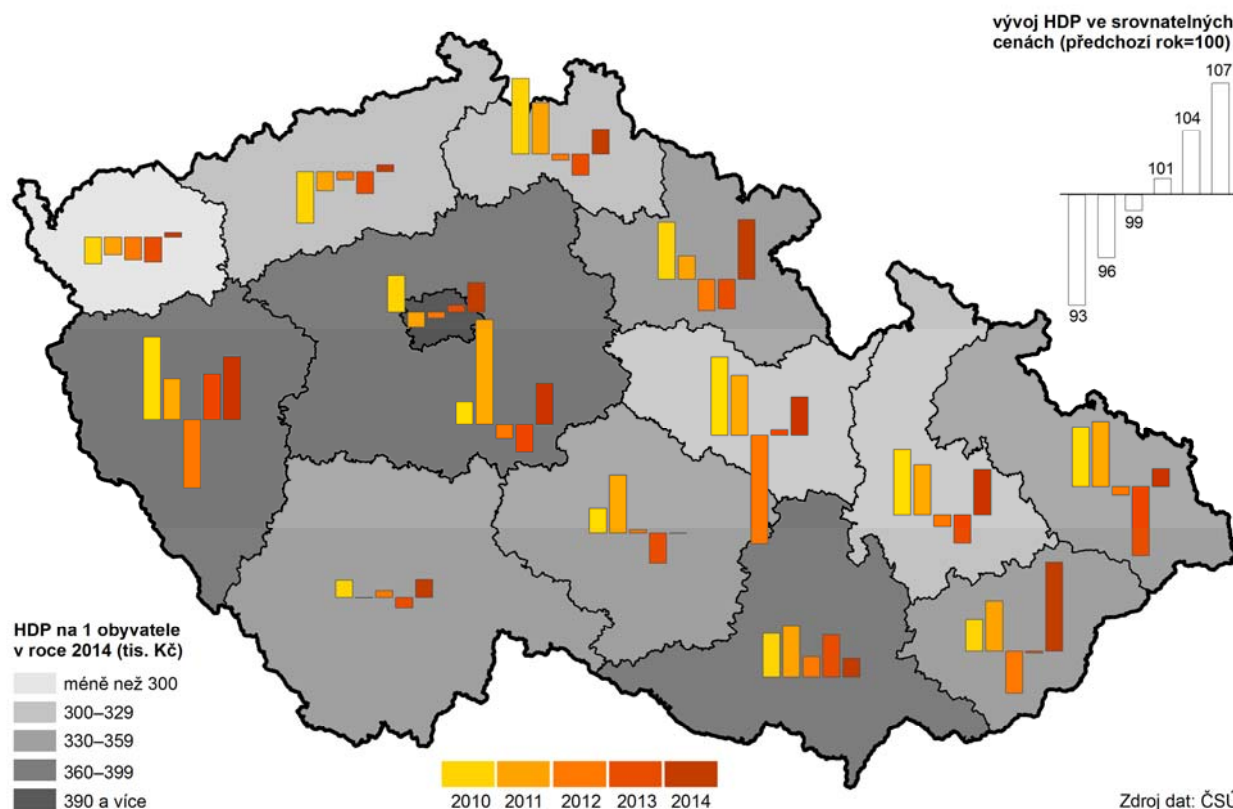 vývoj HDP ve srovnatelných
cenách (předchozí rok=100)
107
104
101
99
96
93
HDP na 1 obyvatele
v roce 2014 (tis. Kč)
méně než 300
300–329
330–359
360–399
390 a více
2010 2011 2012 2013 2014
Zdroj dat: ČSÚ